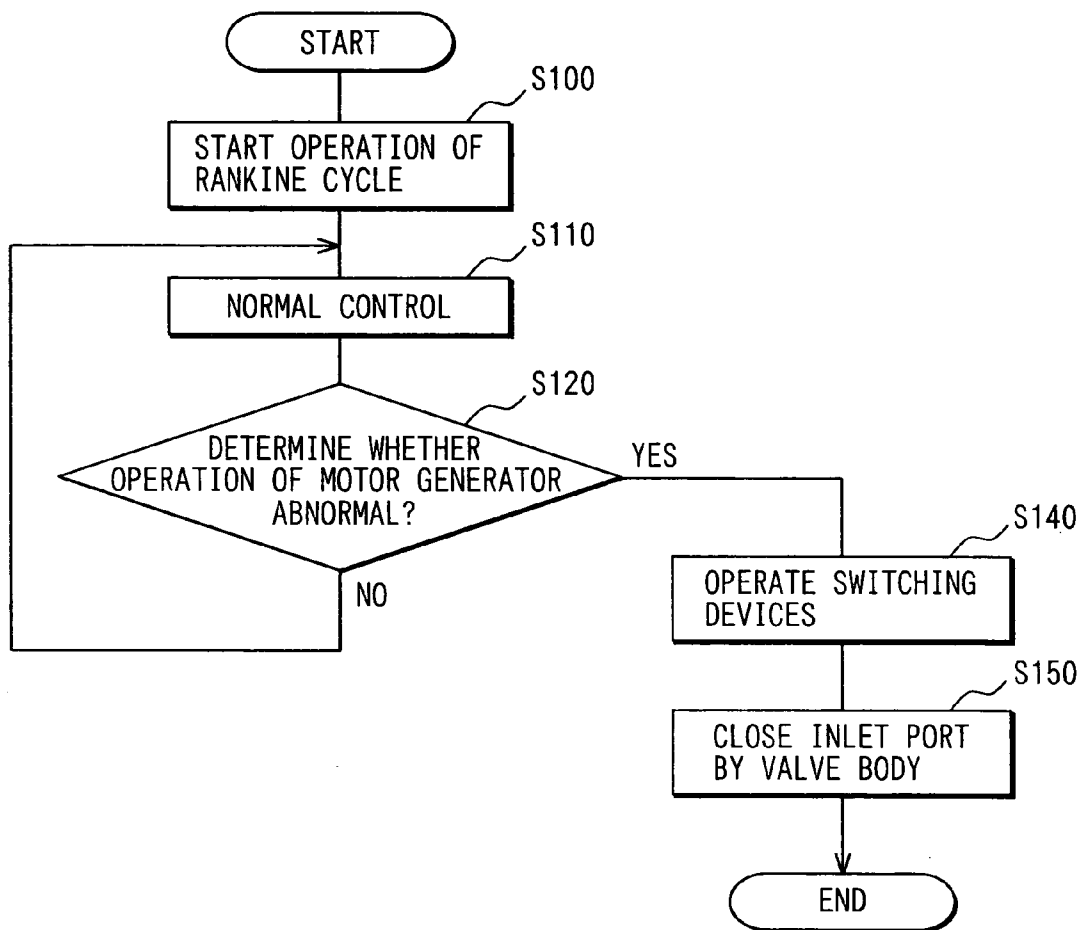 START
S100
START OPERATION OF
RANKINE CYCLE
S110
NORMAL CONTROL
S120
DETERMINE WHETHER
OPERATION OF MOTOR GENERATOR
ABNORMAL?
YES
NO
S140
OPERATE SWITCHING
DEVICES
S150
CLOSE INLET PORT
BY VALVE BODY
END